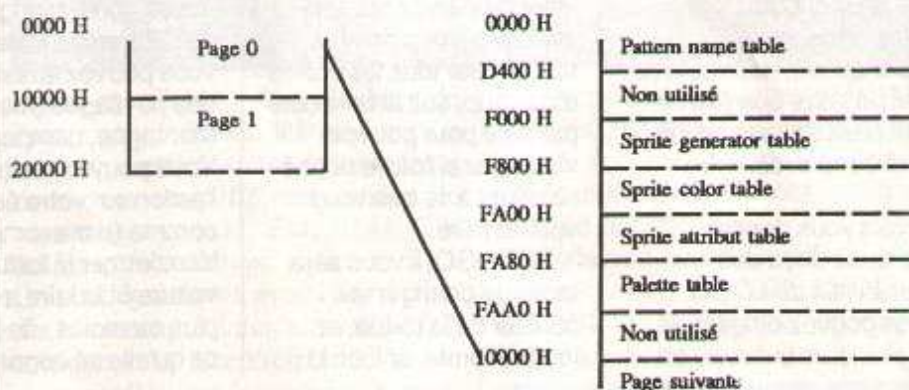 0000 H
Page 0
10000 H
Page 1
20000 H
0000 H
Pattern name table
D400 H
Non utilisé
F000 H
Sprite generator table
F800 H
Sprite color table
FA00 H
Sprite attribut table
FA80 H
Palette table
FAA0 H
Non utilisé
10000 H
Page suivante